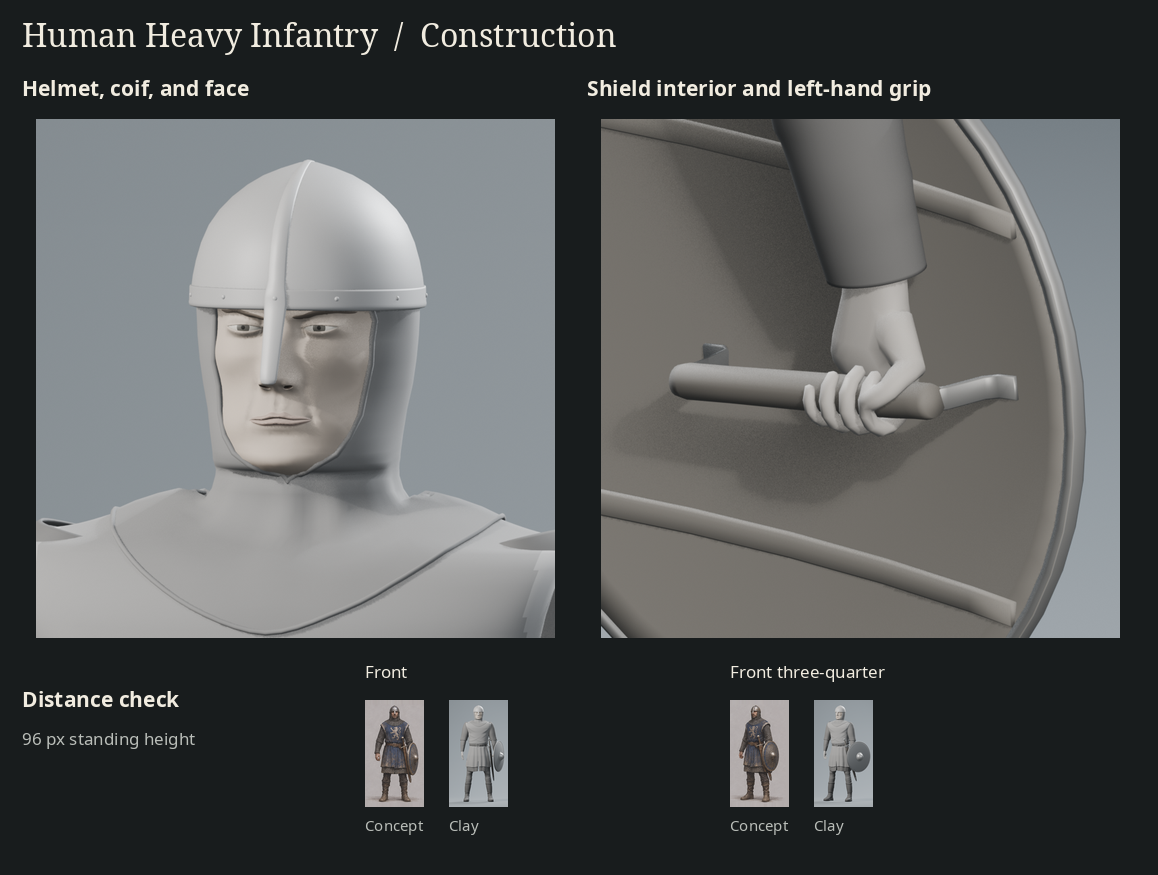 Human Heavy Infantry / Construction
Helmet, coif, and face
Shield interior and left-hand grip
Distance check
96 px standing height
Front
Concept
Clay
Front three-quarter
Concept
Clay